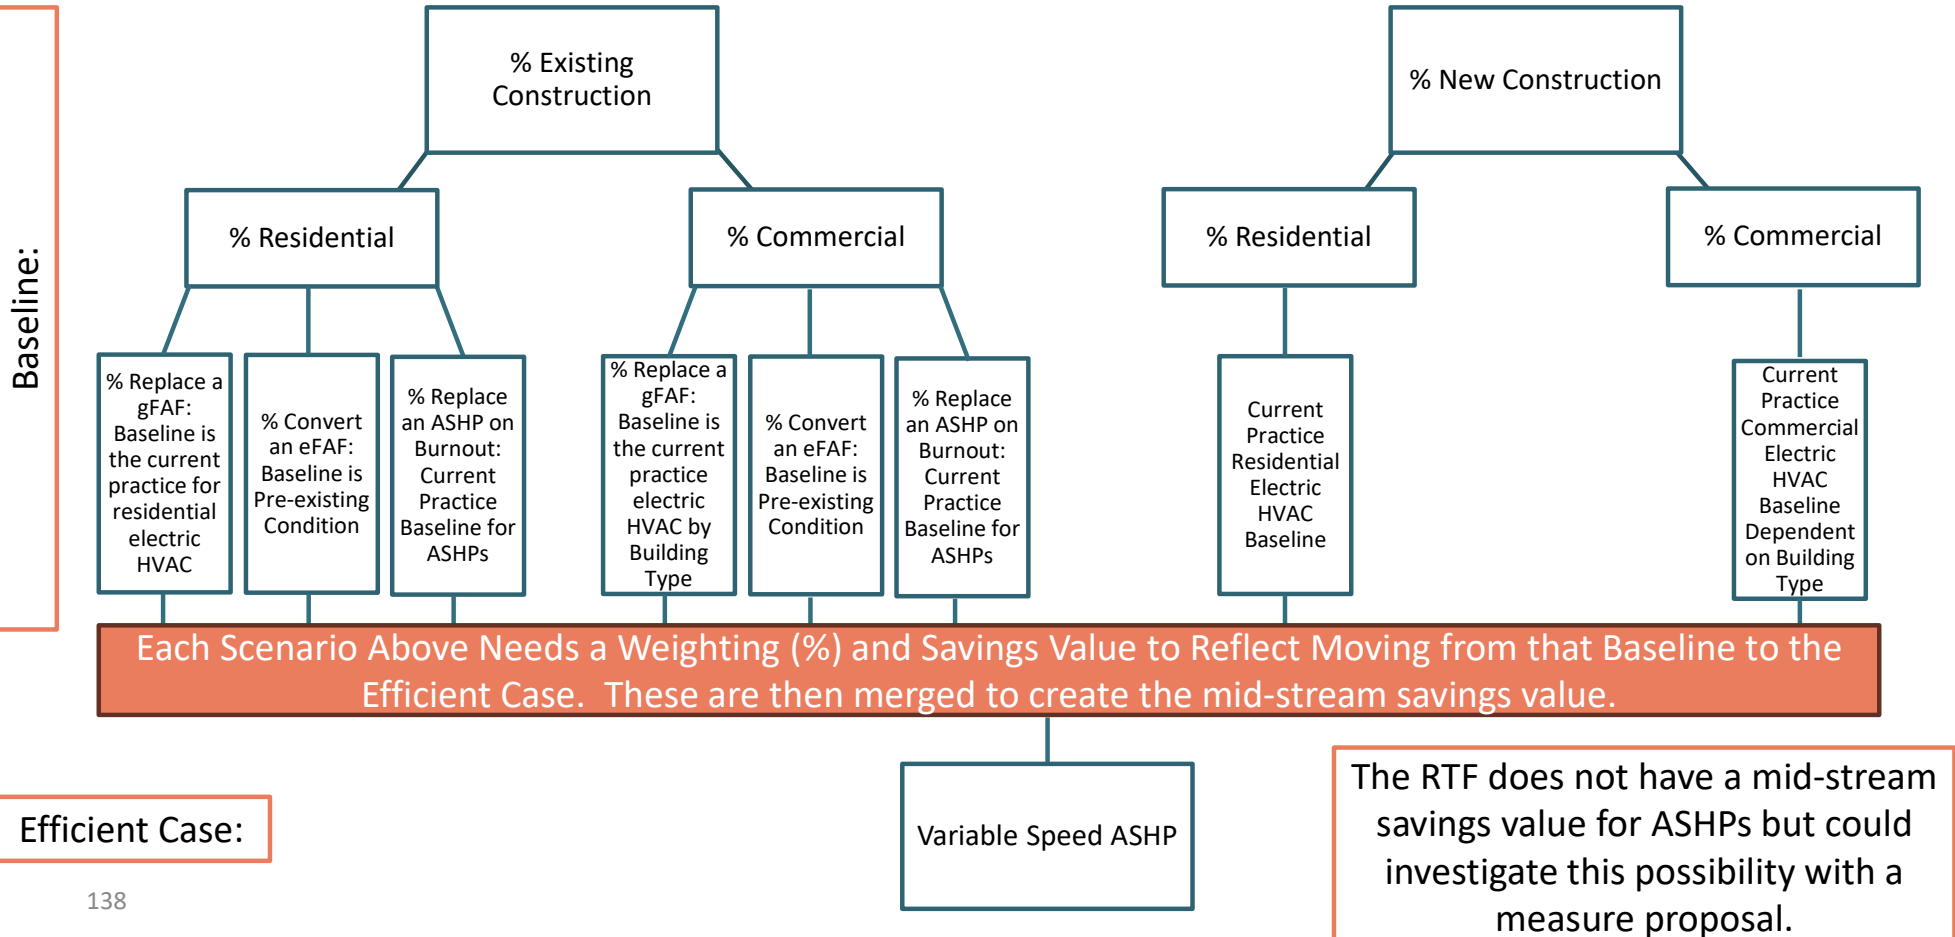 Baseline:
% Existing
Construction
% New Construction
% Residential
% Commercial
% Residential
% Commercial
% Replace a
gFAF:
Baseline is
the current
practice for
residential
electric
HVAC
% Convert
an eFAF:
Baseline is
Pre-existing
Condition
% Replace
an ASHP on
Burnout:
Current
Practice
Baseline for
ASHPs
% Replace a
gFAF:
Baseline is
the current
practice
electric
HVAC by
Building
Type
% Convert
an eFAF:
Baseline is
Pre-existing
Condition
% Replace
an ASHP on
Burnout:
Current
Practice
Baseline for
ASHPs
Current
Practice
Residential
Electric
HVAC
Baseline
Current
Practice
Commercial
Electric
HVAC
Baseline
Dependent
on Building
Type
Each Scenario Above Needs a Weighting (%) and Savings Value to Reflect Moving from that Baseline to the
Efficient Case.  These are then merged to create the mid-stream savings value.
Efficient Case:
Variable Speed ASHP
The RTF does not have a mid-stream
savings value for ASHPs but could
investigate this possibility with a
measure proposal.
138